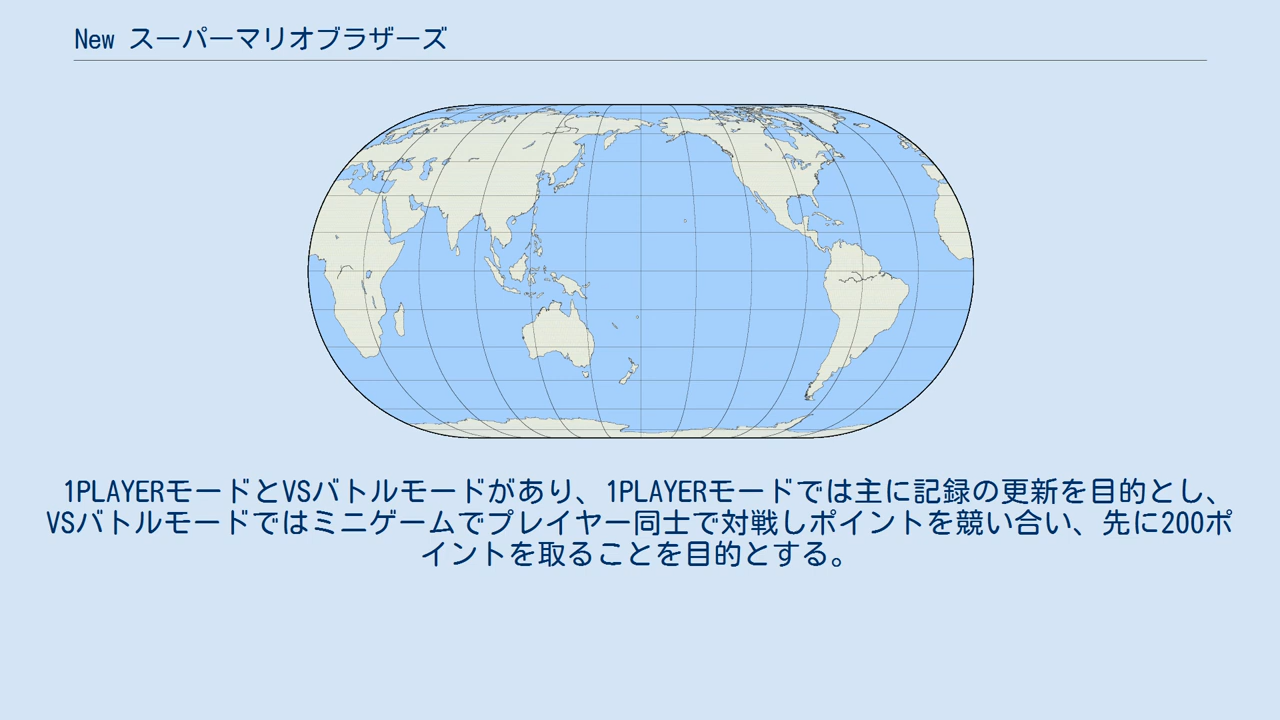 New スーパーマリオブラザーズ
1PLAYERモードとVSバトルモードがあり、1PLAYERモードでは主に記録の更新を目的とし、
VSバトルモードではミニゲームでプレイヤー同士で対戦しポイントを競い合い、先に200ポ
イントを取ることを目的とする。